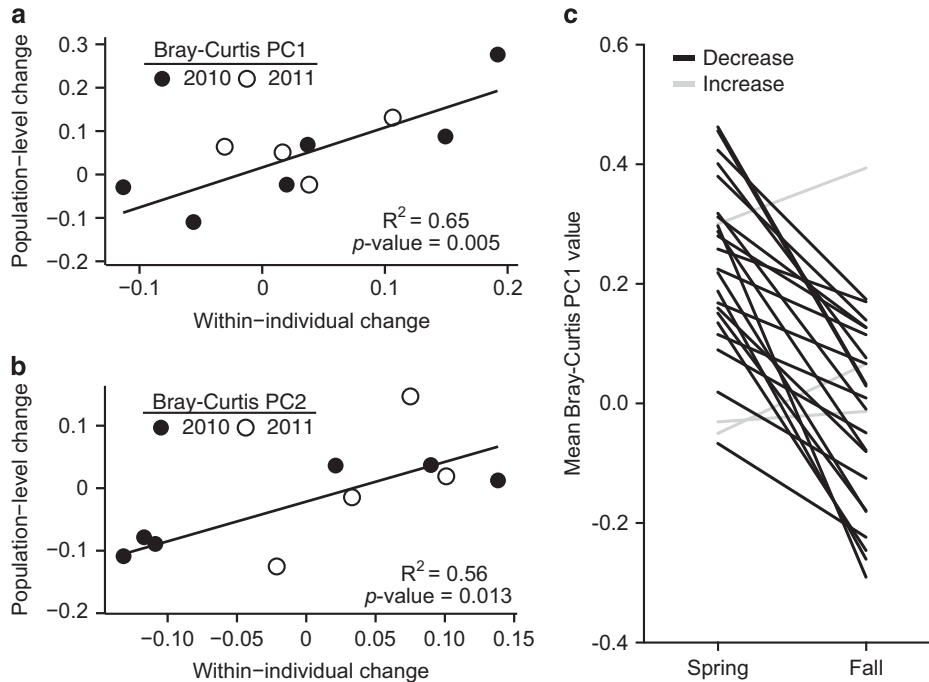 a
Population−level change
0.3
0.2
0.1
0
−0.1
−0.2
Bray-Curtis PC1
2010 2011
R2 = 0.65
p-value = 0.005
−0.1 0 0.1 0.2
Within−individual change
b
Population−level change
0.1
0
−0.1
−0.2
Bray-Curtis PC2
2010 2011
R2 = 0.56
p-value = 0.013
−0.10 −0.05 0 0.05 0.10 0.15
Within−individual change
c
Mean Bray-Curtis PC1 value
0.6
0.4
0.2
0.0
-0.2
-0.4
Decrease
Increase
Spring Fall